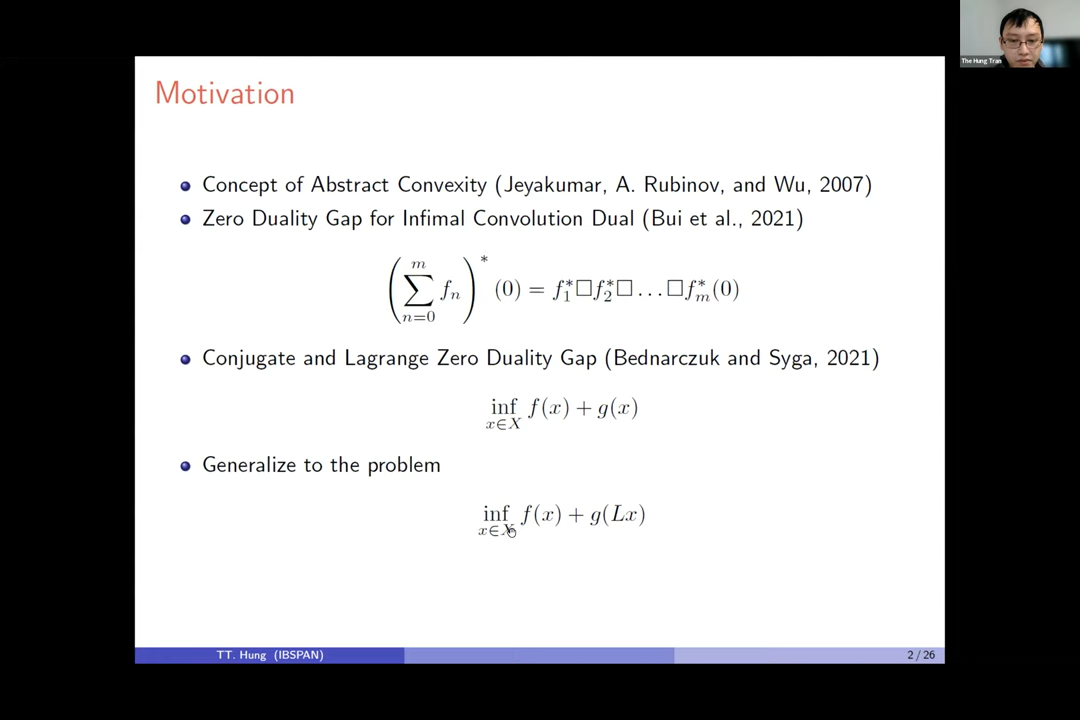 The Hung Tran
Motivation
Concept of Abstract Convexity (Jeyakumar, A. Rubinov, and Wu, 2007)
Zero Duality Gap for Infimal Convolution Dual (Bui et al., 2021)
(∑_{n=0}^{m} f_n)^* (0) = f_1^*□f_2^*□…□f_m^*(0)
Conjugate and Lagrange Zero Duality Gap (Bednarczuk and Syga, 2021)
inf_{x∈X} f(x) + g(x)
Generalize to the problem
inf_{x∈X} f(x) + g(Lx)
TT. Hung (IBSPAN)
2 / 26